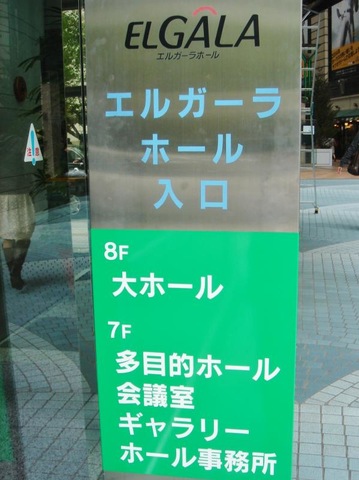 ELGALA
エルガーラホール
エルガーラ
ホール
入口
8F
大ホール
7F
多目的ホール
会議室
ギャラリー
ホール事務所